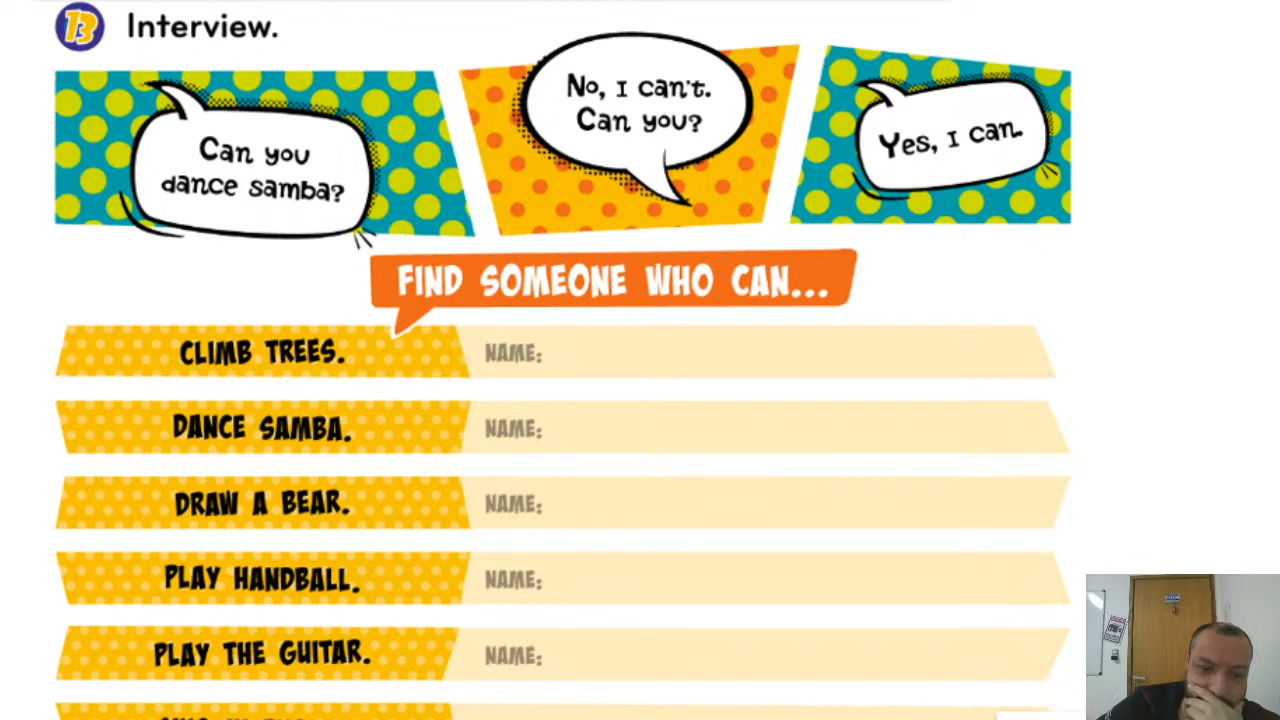 13 Interview.
Can you
dance samba?
No, I can't.
Can you?
Yes, I can.
FIND SOMEONE WHO CAN...
CLIMB TREES. NAME:
DANCE SAMBA. NAME:
DRAW A BEAR. NAME:
PLAY HANDBALL. NAME:
PLAY THE GUITAR. NAME: